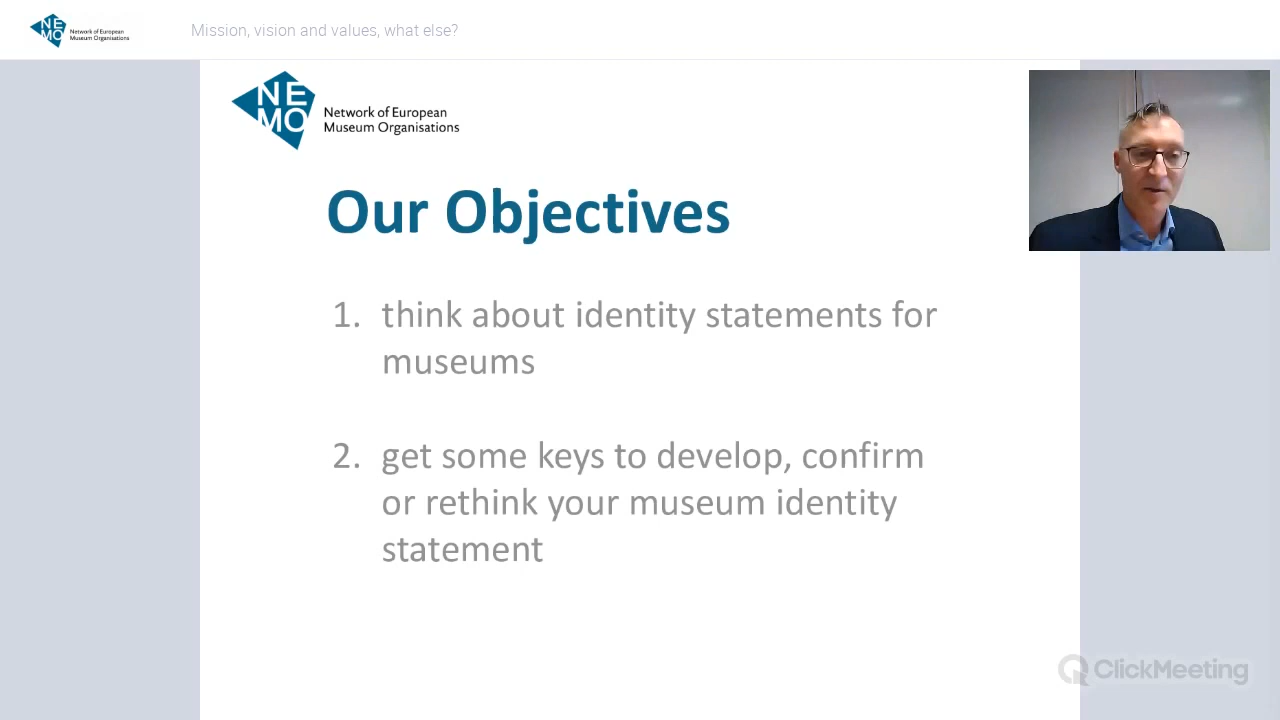 NE
MO
Network of European
Museum Organisations
Mission, vision and values, what else?
NE
MO
Network of European
Museum Organisations
Our Objectives
1. think about identity statements for
museums
2. get some keys to develop, confirm
or rethink your museum identity
statement
ClickMeeting